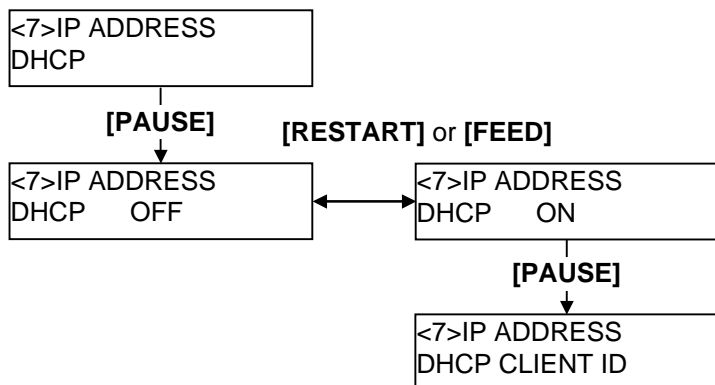 <7>IP ADDRESS
DHCP
[PAUSE]
[RESTART] or [FEED]
<7>IP ADDRESS
DHCP OFF
<7>IP ADDRESS
DHCP ON
[PAUSE]
<7>IP ADDRESS
DHCP CLIENT ID